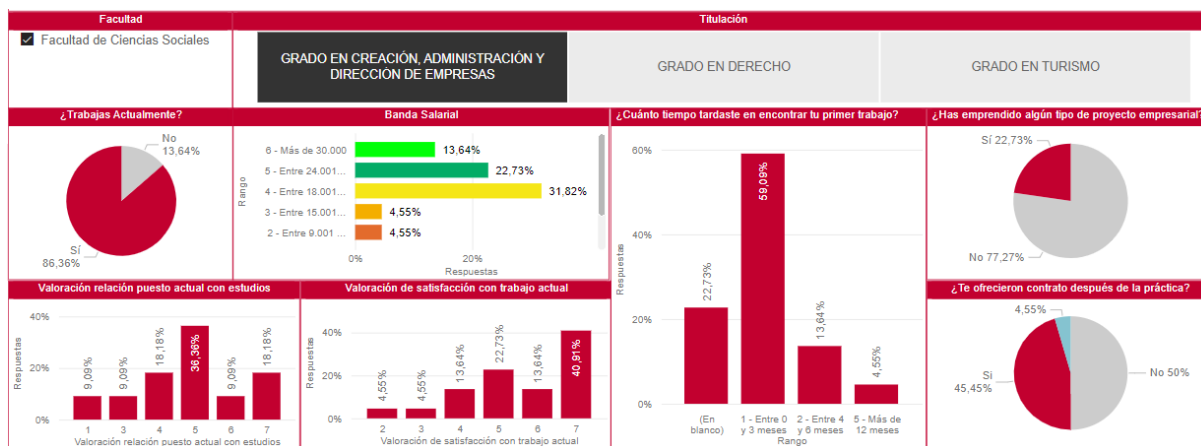 Facultad
Titulación
Facultad de Ciencias Sociales
GRADO EN CREACIÓN, ADMINISTRACIÓN Y
DIRECCIÓN DE EMPRESAS
GRADO EN DERECHO
GRADO EN TURISMO
¿Trabajas Actualmente?
No
13,64%
Sí
86,36%
Banda Salarial
Rango
6 - Más de 30.000
13,64%
5 - Entre 24.001...
22,73%
4 - Entre 18.001...
31,82%
3 - Entre 15.001...
4,55%
2 - Entre 9.001 ...
4,55%
0%
20%
Respuestas
¿Cuánto tiempo tardaste en encontrar tu primer trabajo?
Respuestas
60%
40%
20%
0%
22,73%
59,09%
13,64%
4,55%
(En
blanco)
1 - Entre 0
y 3 meses
2 - Entre 4
y 6 meses
5 - Más de
12 meses
Rango
¿Has emprendido algún tipo de proyecto empresarial?
Sí 22,73%
No 77,27%
Valoración relación puesto actual con estudios
Respuestas
40%
20%
0%
9,09%
9,09%
18,18%
36,36%
9,09%
18,18%
1
3
4
5
6
7
Valoración relación puesto actual con estudios
Valoración de satisfacción con trabajo actual
Respuestas
40%
20%
0%
4,55%
4,55%
13,64%
22,73%
13,64%
40,91%
2
3
4
5
6
7
Valoración de satisfacción con trabajo actual
¿Te ofrecieron contrato después de la práctica?
4,55%
Si
45,45%
No 50%